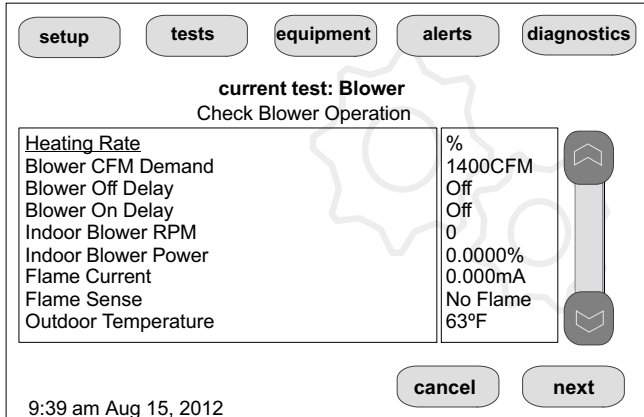 setup tests equipment alerts diagnostics
current test: Blower
Check Blower Operation
Heating Rate %
Blower CFM Demand 1400CFM
Blower Off Delay Off
Blower On Delay Off
Indoor Blower RPM 0
Indoor Blower Power 0.0000%
Flame Current 0.000mA
Flame Sense No Flame
Outdoor Temperature 63ºF
cancel next
9:39 am Aug 15, 2012